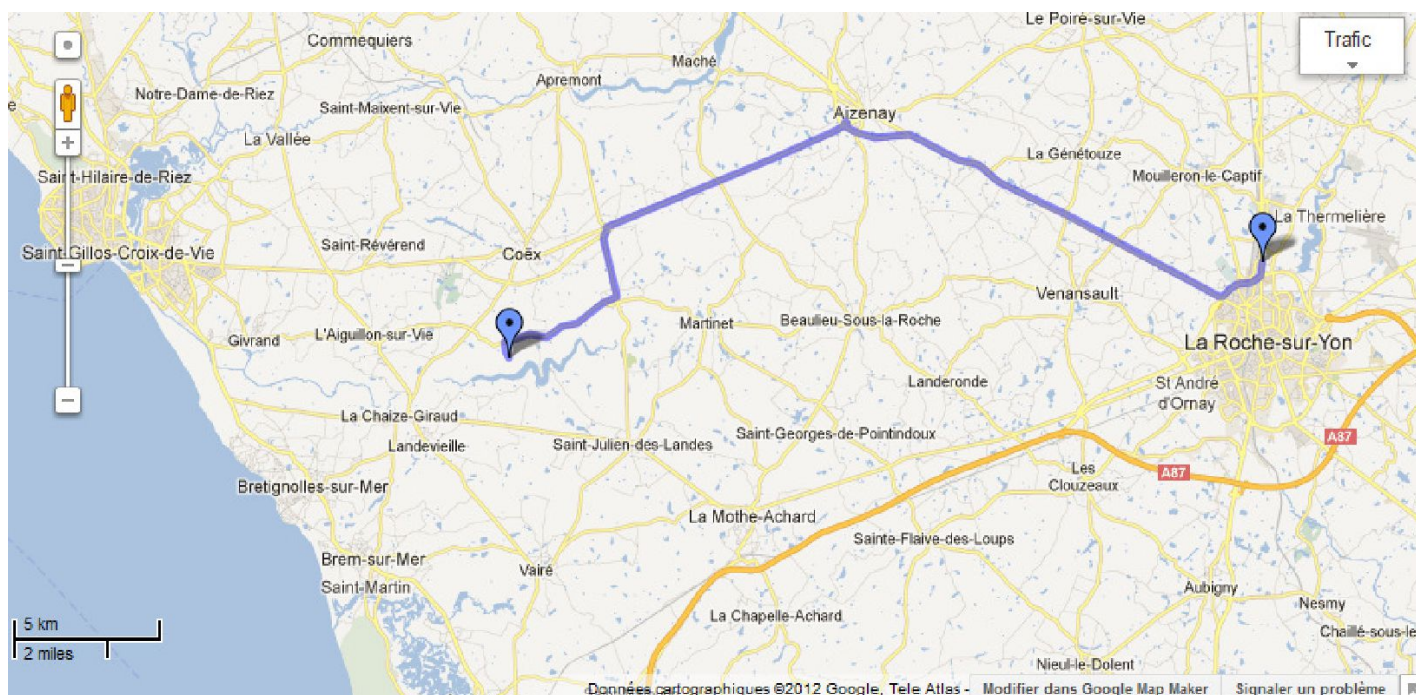 Le Poiré-sur-Vie
Trafic
Commequiers
Maché
Apremont
Notre-Dame-de-Riez
Saint-Maixent-sur-Vie
Aizenay
La Vallée
La Génétouze
Mouilleron-le-Captif
Saint-Hilaire-de-Riez
La Thermelière
Saint-Révérend
Coëx
Saint-Gilles-Croix-de-Vie
Venansault
Givrand
L'Aiguillon-sur-Vie
Martinet
Beaulieu-Sous-la-Roche
La Roche-sur-Yon
Landeronde
St André
d'Ornay
La Chaize-Giraud
Landevieille
Saint-Julien-des-Landes
Saint-Georges-de-Pointindoux
A87
A87
Les
Clouzeaux
Bretignolles-sur-Mer
La Mothe-Achard
Sainte-Flaive-des-Loups
Brem-sur-Mer
Vairé
Saint-Martin
Aubigny
Nesmy
La Chapelle-Achard
5 km
2 miles
Chaillé-sous-le
Nieul-le-Dolent
Données cartographiques ©2012 Google, Tele Atlas - Modifier dans Google Map Maker Signaler un problème